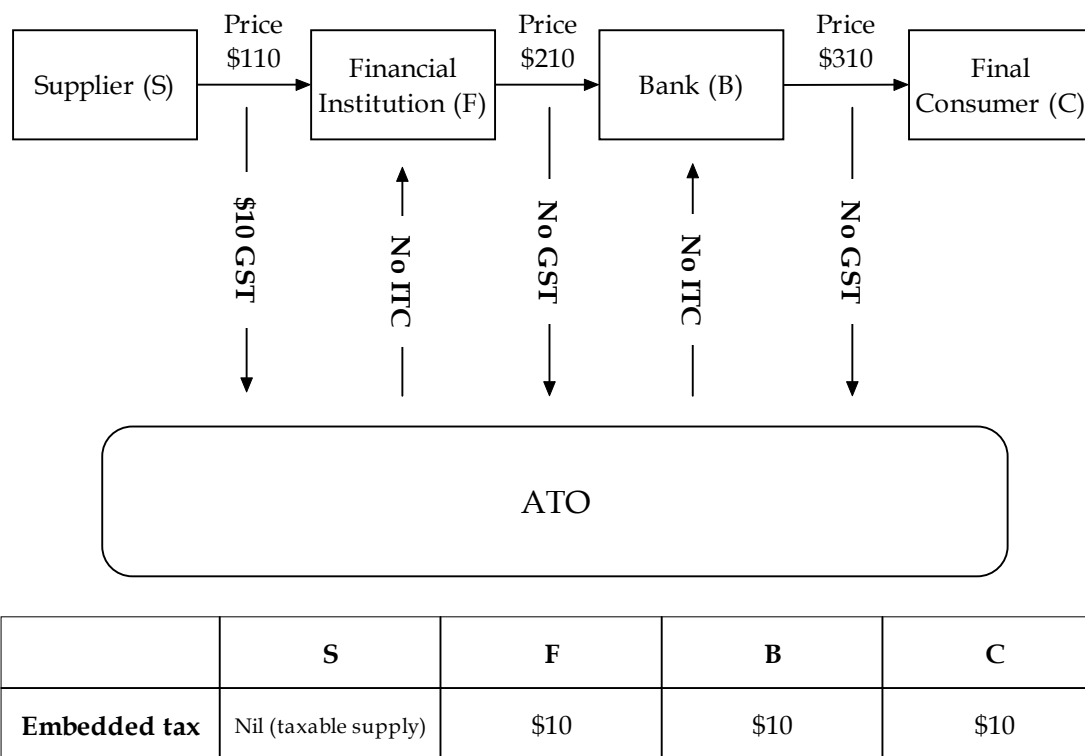 Price
$110
Price
$210
Price
$310
Supplier (S)
Financial
Institution (F)
Bank (B)
Final
Consumer (C)
$10 GST
No ITC
No GST
No ITC
No GST
ATO
S F B C
Embedded tax Nil (taxable supply) $10 $10 $10